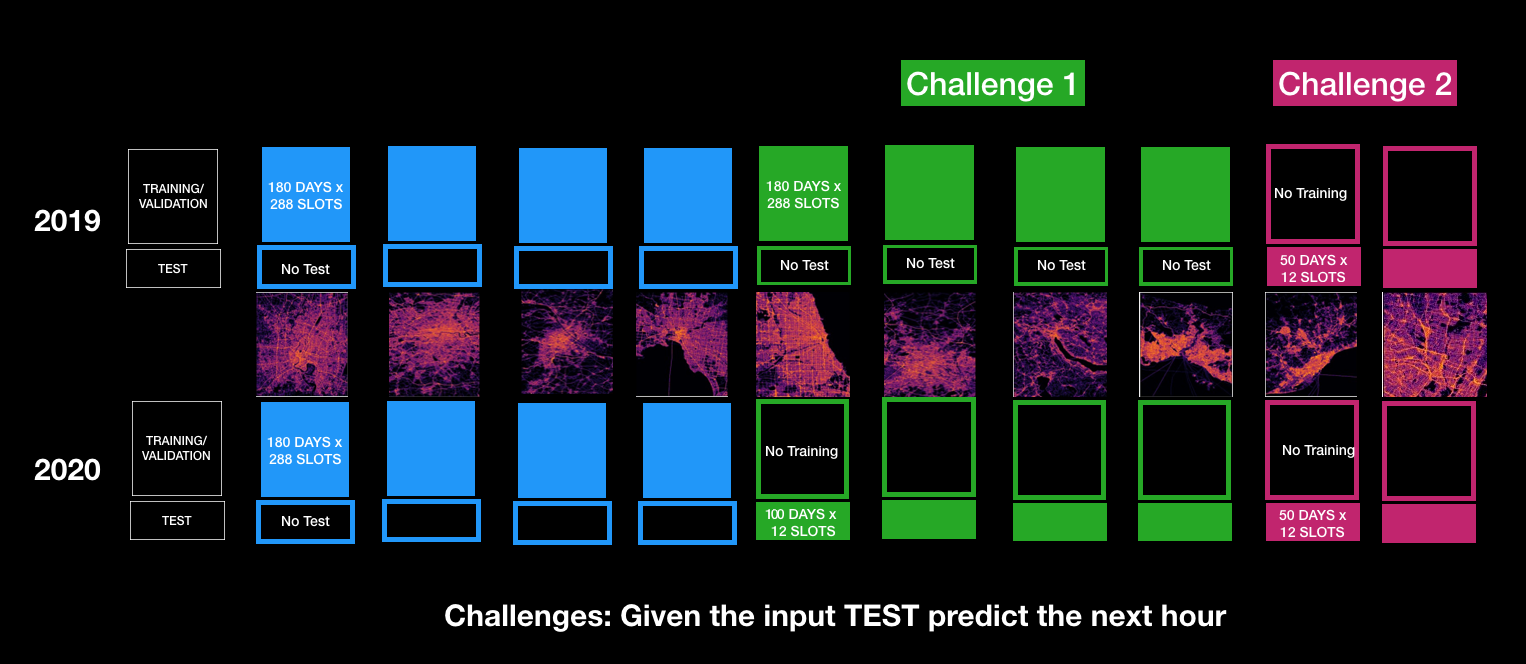 Challenge 1
Challenge 2
2019
TRAINING/
VALIDATION
180 DAYS x
288 SLOTS
180 DAYS x
288 SLOTS
No Training
TEST
No Test
No Test
No Test
No Test
No Test
50 DAYS x
12 SLOTS
2020
TRAINING/
VALIDATION
180 DAYS x
288 SLOTS
No Training
No Training
TEST
No Test
100 DAYS x
12 SLOTS
50 DAYS x
12 SLOTS
Challenges: Given the input TEST predict the next hour